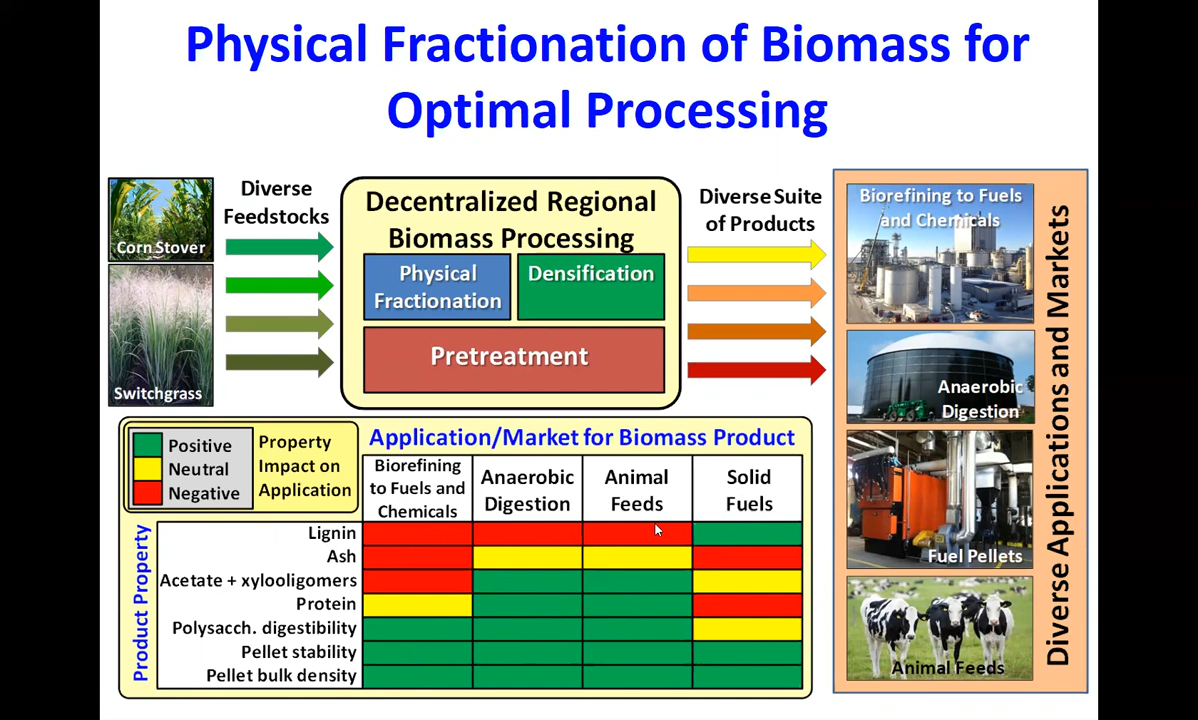 Physical Fractionation of Biomass for
Optimal Processing
Corn Stover
Switchgrass
Diverse
Feedstocks
Decentralized Regional
Biomass Processing
Physical
Fractionation
Densification
Pretreatment
Diverse Suite
of Products
Biorefining to Fuels
and Chemicals
Anaerobic
Digestion
Fuel Pellets
Animal Feeds
Diverse Applications and Markets
Positive
Neutral
Negative
Property
Impact on
Application
Application/Market for Biomass Product
Biorefining
to Fuels and
Chemicals
Anaerobic
Digestion
Animal
Feeds
Solid
Fuels
Product Property
Lignin
Ash
Acetate + xylooligomers
Protein
Polysacch. digestibility
Pellet stability
Pellet bulk density